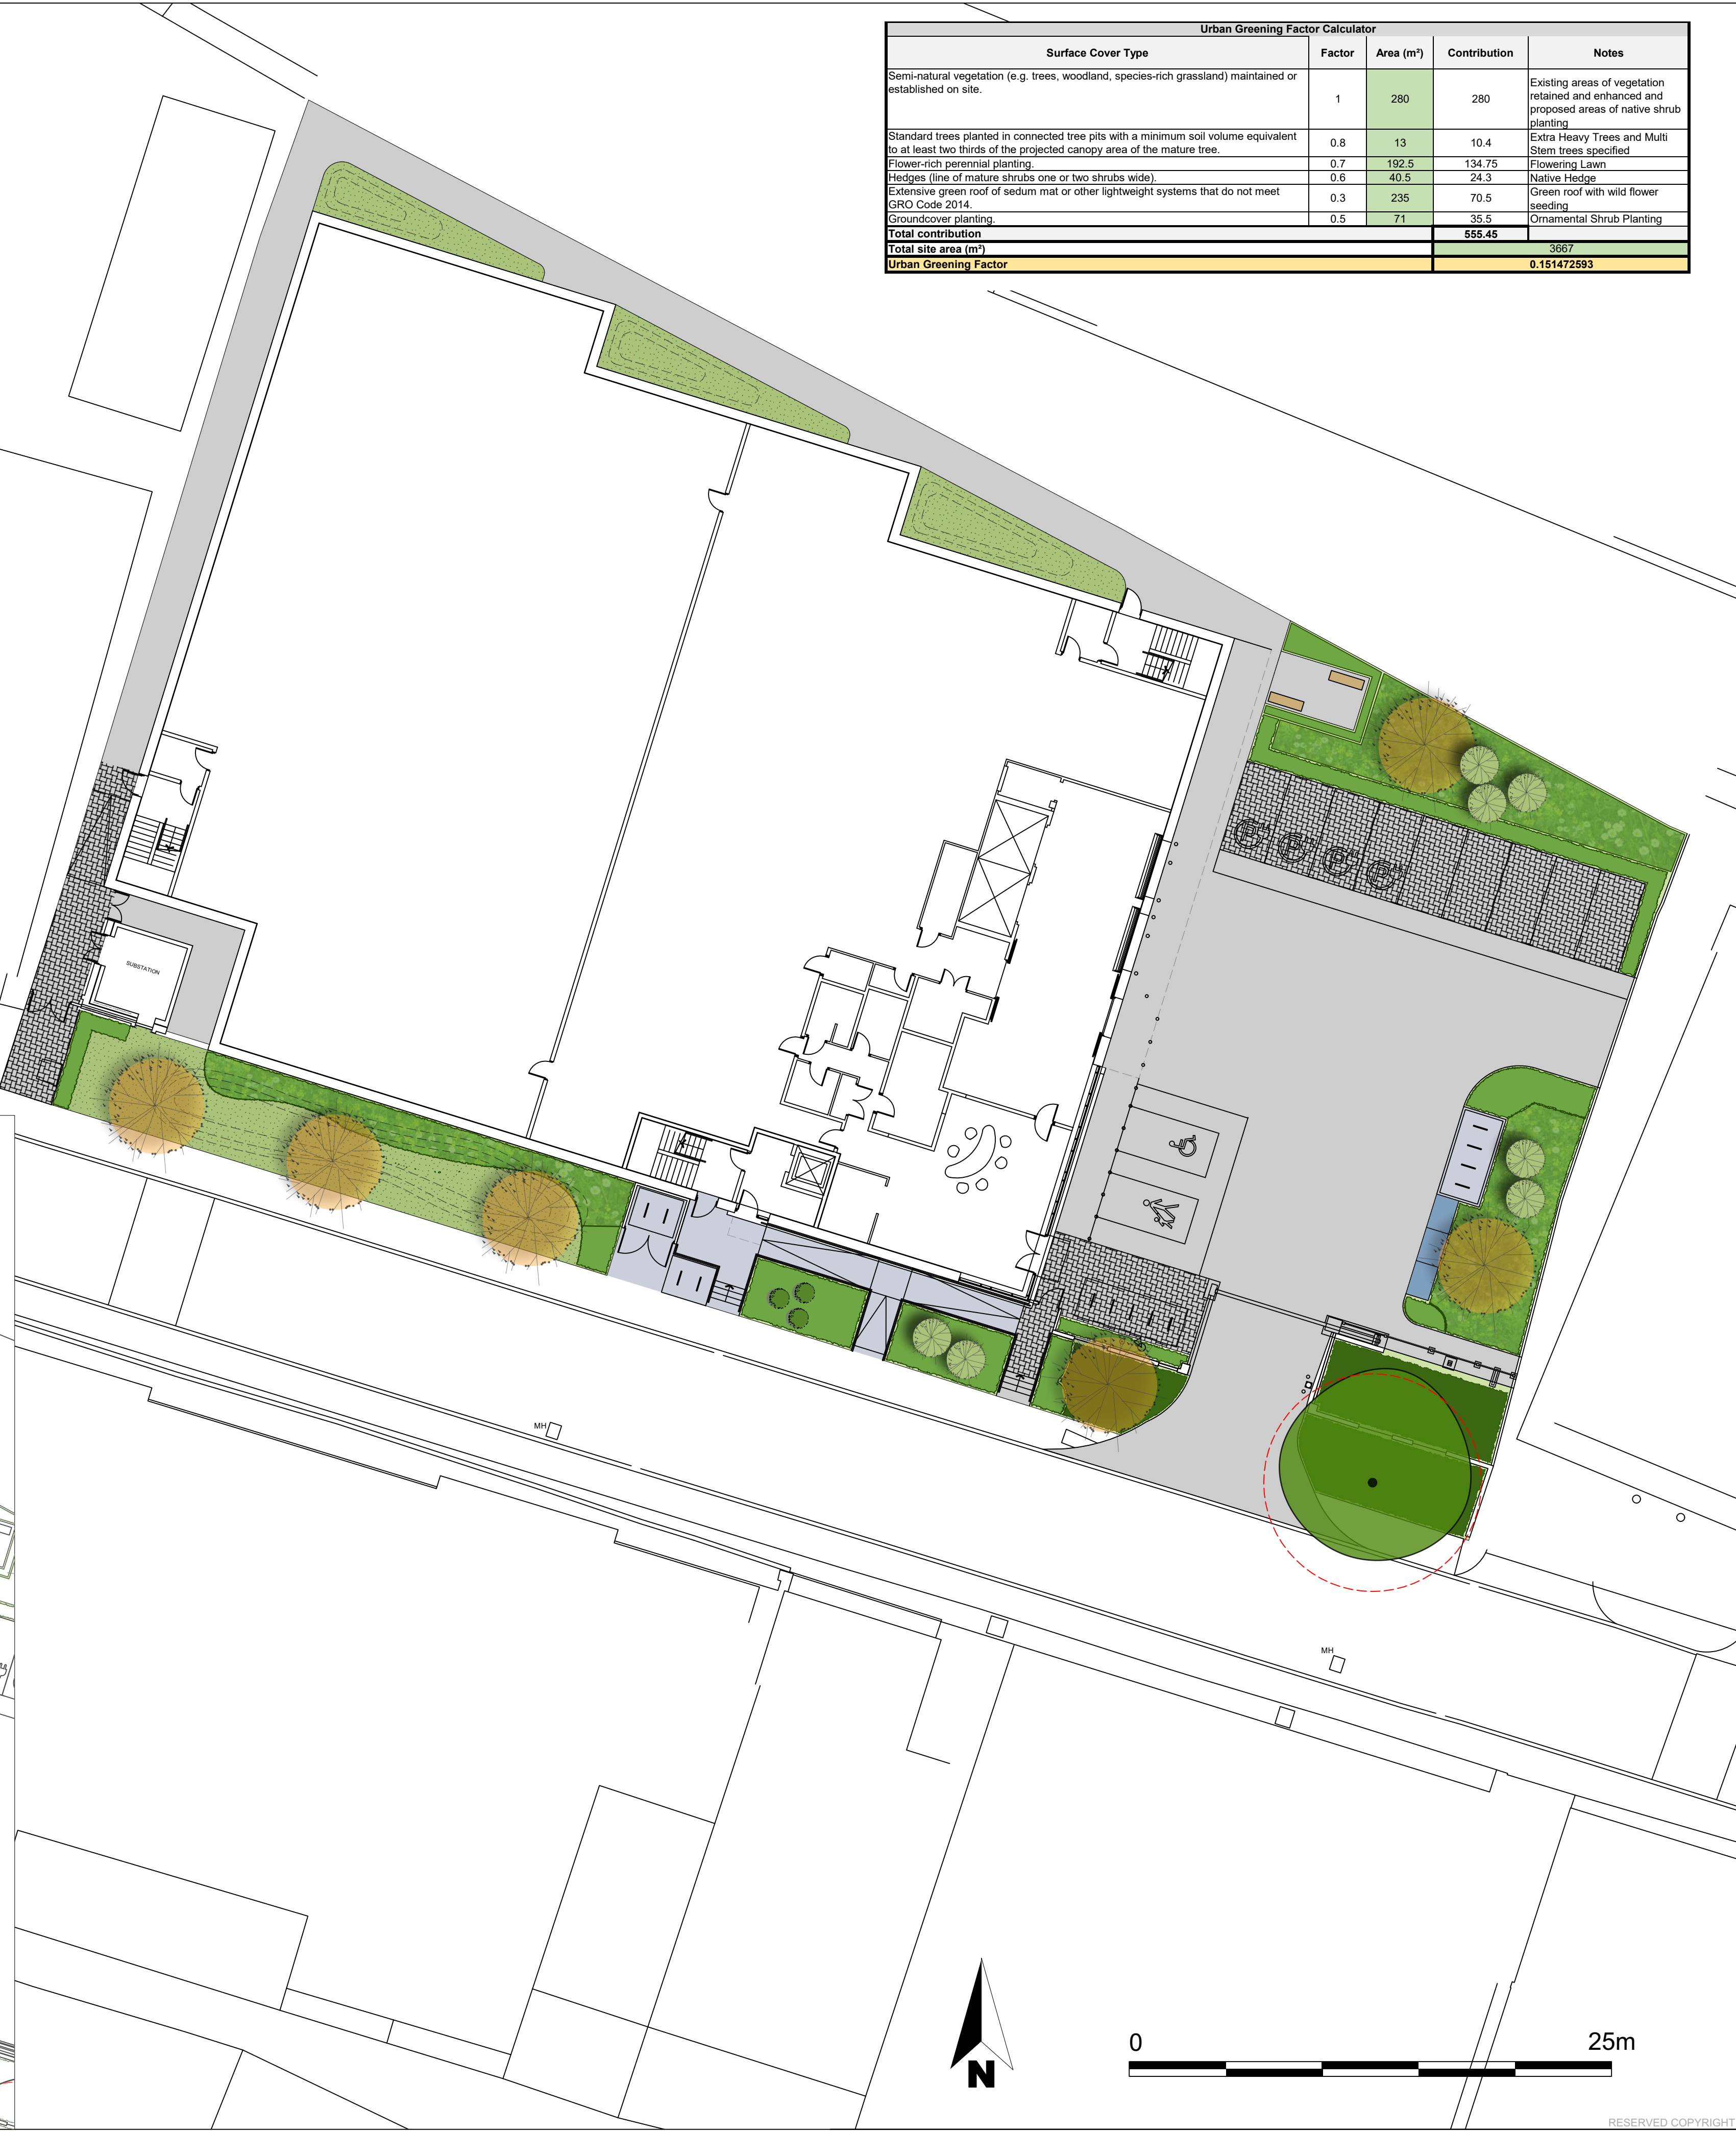 Urban Greening Factor Calculator
Surface Cover Type Factor Area (m²) Contribution Notes
Semi-natural vegetation (e.g. trees, woodland, species-rich grassland) maintained or
established on site.
1 280 280
Existing areas of vegetation
retained and enhanced and
proposed areas of native shrub
planting
Standard trees planted in connected tree pits with a minimum soil volume equivalent
to at least two thirds of the projected canopy area of the mature tree.
0.8 13 10.4
Extra Heavy Trees and Multi
Stem trees specified
Flower-rich perennial planting. 0.7 192.5 134.75 Flowering Lawn
Hedges (line of mature shrubs one or two shrubs wide). 0.6 40.5 24.3 Native Hedge
Extensive green roof of sedum mat or other lightweight systems that do not meet
GRO Code 2014.
0.3 235 70.5
Green roof with wild flower
seeding
Groundcover planting. 0.5 71 35.5 Ornamental Shrub Planting
Total contribution 555.45
Total site area (m²) 3667
Urban Greening Factor 0.151472593
P P P P
SUBSTATION
MH
MH
N
0 25m
RESERVED COPYRIGHT